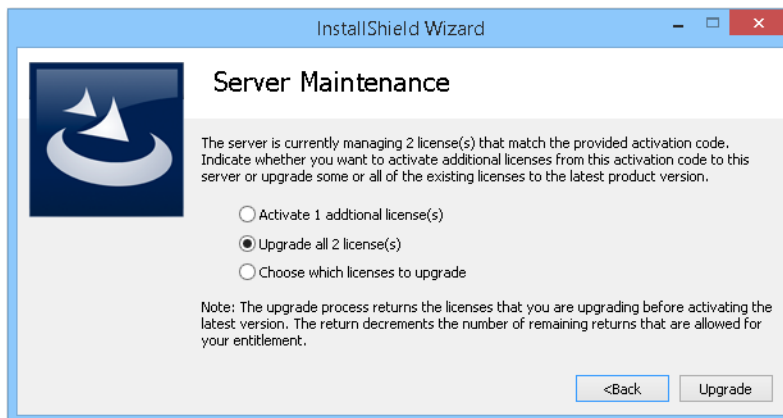 InstallShield Wizard
Server Maintenance
The server is currently managing 2 license(s) that match the provided activation code.
Indicate whether you want to activate additional licenses from this activation code to this
server or upgrade some or all of the existing licenses to the latest product version.
Activate 1 addtional license(s)
Upgrade all 2 license(s)
Choose which licenses to upgrade
Note: The upgrade process returns the licenses that you are upgrading before activating the
latest version. The return decrements the number of remaining returns that are allowed for
your entitlement.
<Back
Upgrade